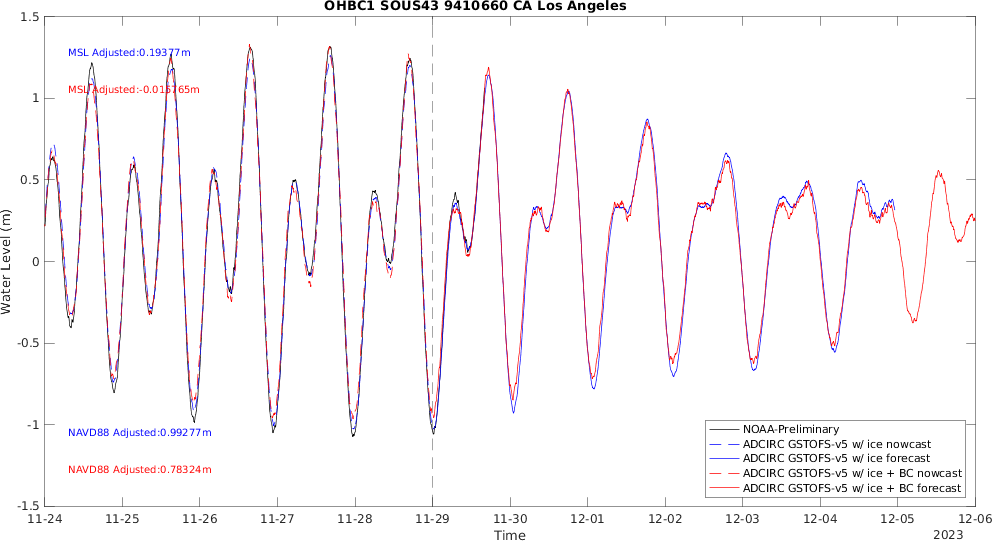 OHBC1 SOUS43 9410660 CA Los Angeles
1.5
1
0.5
0
-0.5
-1
-1.5
Water Level (m)
MSL Adjusted:0.19377m
MSL Adjusted:-0.015765m
NAVD88 Adjusted:0.99277m
NAVD88 Adjusted:0.78324m
NOAA-Preliminary
ADCIRC GSTOFS-v5 w/ ice nowcast
ADCIRC GSTOFS-v5 w/ ice forecast
ADCIRC GSTOFS-v5 w/ ice + BC nowcast
ADCIRC GSTOFS-v5 w/ ice + BC forecast
11-24 11-25 11-26 11-27 11-28 11-29 11-30 12-01 12-02 12-03 12-04 12-05 12-06
Time
2023